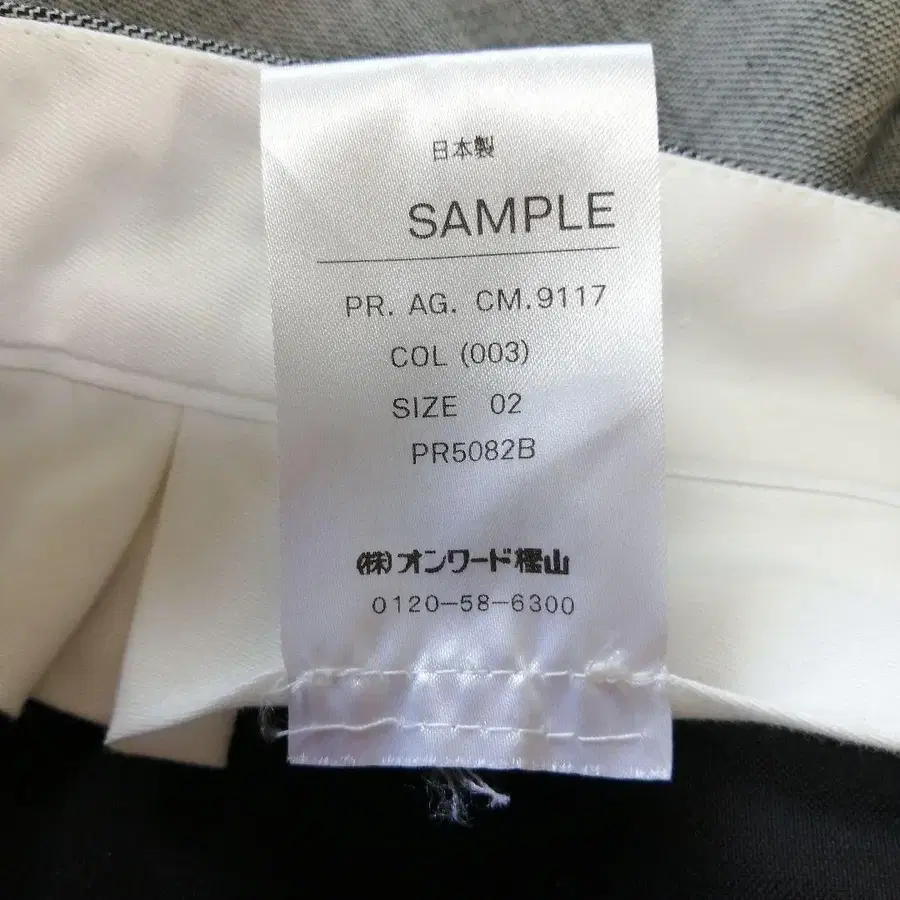 日本製
SAMPLE
PR. AG. CM.9117
COL (003)
SIZE 02
PR5082B
(株)オンワード樫山
0120-58-6300